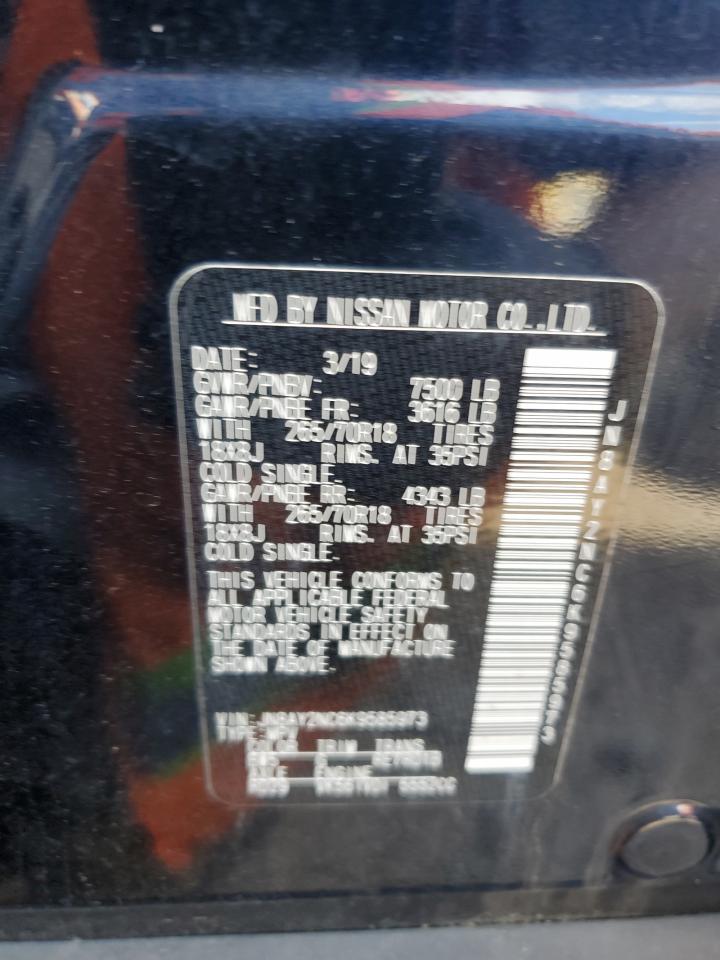 MFD BY NISSAN MOTOR CO.,LTD.
DATE: 3/19
GVWR/PNBV: 7500 LB
GAWR/PNBE FR: 3616 LB
WITH 265/70R18 TIRES
18X8J RIMS. AT 35PSI
COLD SINGLE.
GAWR/PNBE RR: 4343 LB
WITH 265/70R18 TIRES
18X8J RIMS. AT 35PSI
COLD SINGLE.
THIS VEHICLE CONFORMS TO
ALL APPLICABLE FEDERAL
MOTOR VEHICLE SAFETY
STANDARDS IN EFFECT ON
THE DATE OF MANUFACTURE
SHOWN ABOVE.
VIN: JN8AY2NC6K9585973
TYPE: MPV
COLOR TRIM TRANS
AXLE ENGINE
5552CC
JN8AY2NC6K9585973